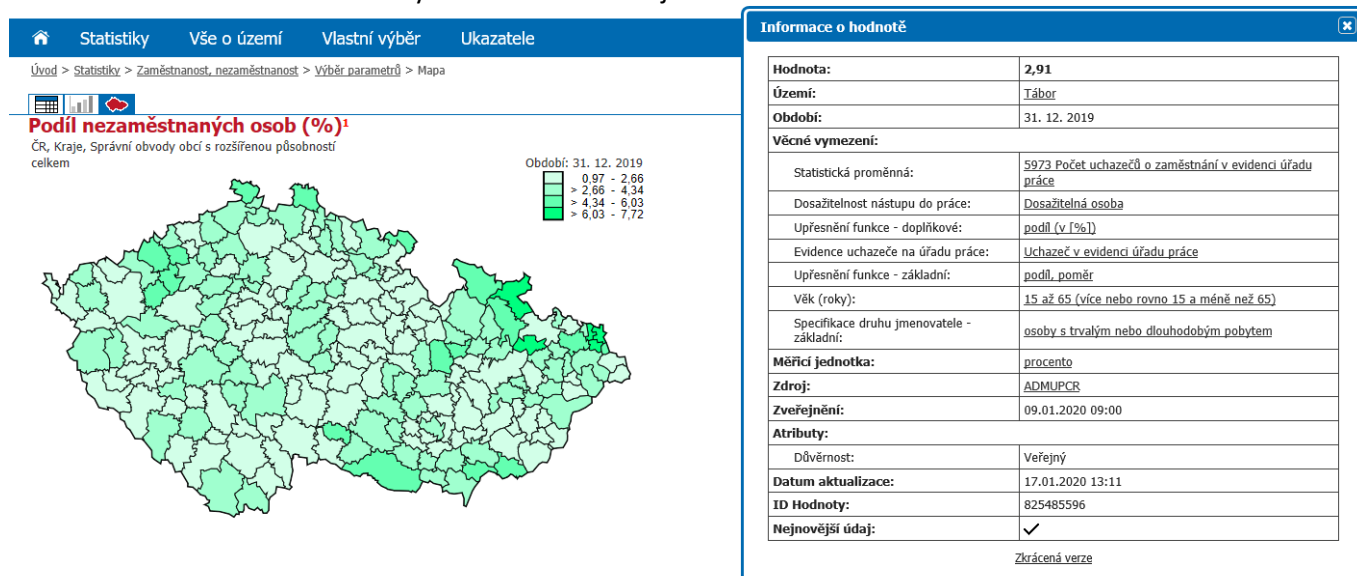 Statistiky Vše o území Vlastní výběr Ukazatele
Úvod > Statistiky > Zaměstnanost, nezaměstnanost > Výběr parametrů > Mapa
Podíl nezaměstnaných osob (%)¹
ČR, Kraje, Správní obvody obcí s rozšířenou působností
celkem
Období: 31. 12. 2019
0,97 - 2,66
> 2,66 - 4,34
> 4,34 - 6,03
> 6,03 - 7,72
Informace o hodnotě
Hodnota: 2,91
Území: Tábor
Období: 31. 12. 2019
Věcné vymezení:
Statistická proměnná: 5973 Počet uchazečů o zaměstnání v evidenci úřadu
práce
Dosažitelnost nástupu do práce: Dosažitelná osoba
Upřesnění funkce - doplňkové: podíl (v [%])
Evidence uchazeče na úřadu práce: Uchazeč v evidenci úřadu práce
Upřesnění funkce - základní: podíl, poměr
Věk (roky): 15 až 65 (více nebo rovno 15 a méně než 65)
Specifikace druhu jmenovatele -
základní: osoby s trvalým nebo dlouhodobým pobytem
Měřicí jednotka: procento
Zdroj: ADMUPCR
Zveřejnění: 09.01.2020 09:00
Atributy:
Důvěrnost: Veřejný
Datum aktualizace: 17.01.2020 13:11
ID Hodnoty: 825485596
Nejnovější údaj: ✓
Zkrácená verze